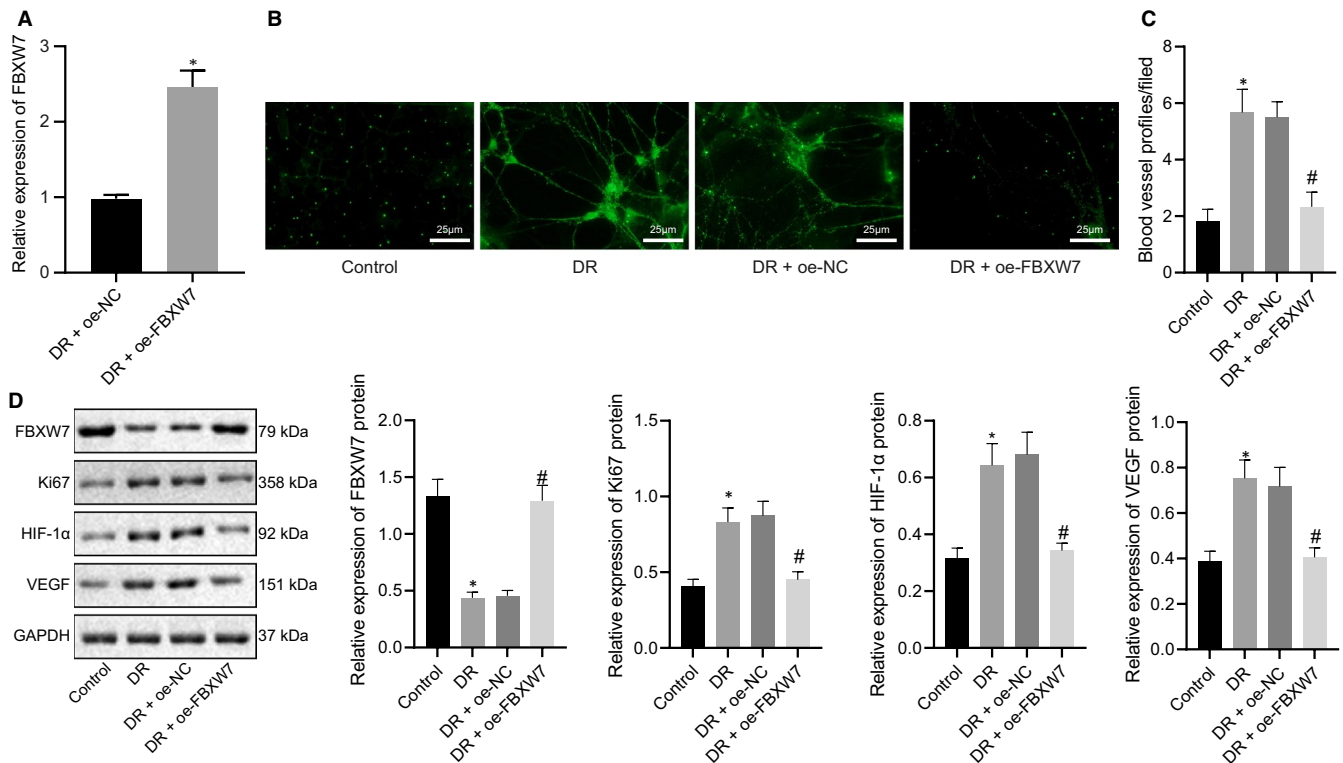 A
Relative expression of FBXW7
3
2
1
0
*
DR + oe-NC
DR + oe-FBXW7
B
25μm
25μm
25μm
25μm
Control
DR
DR + oe-NC
DR + oe-FBXW7
C
Blood vessel profiles/filed
8
6
4
2
0
*
#
Control
DR
DR + oe-NC
DR + oe-FBXW7
D
FBXW7
79 kDa
Ki67
358 kDa
HIF-1α
92 kDa
VEGF
151 kDa
GAPDH
37 kDa
Control
DR
DR + oe-NC
DR + oe-FBXW7
Relative expression of FBXW7 protein
2.0
1.5
1.0
0.5
0.0
*
#
Control
DR
DR + oe-NC
DR + oe-FBXW7
Relative expression of Ki67 protein
1.5
1.0
0.5
0.0
*
#
Control
DR
DR + oe-NC
DR + oe-FBXW7
Relative expression of HIF-1α protein
0.8
0.6
0.4
0.2
0.0
*
#
Control
DR
DR + oe-NC
DR + oe-FBXW7
Relative expression of VEGF protein
1.0
0.8
0.6
0.4
0.2
0.0
*
#
Control
DR
DR + oe-NC
DR + oe-FBXW7